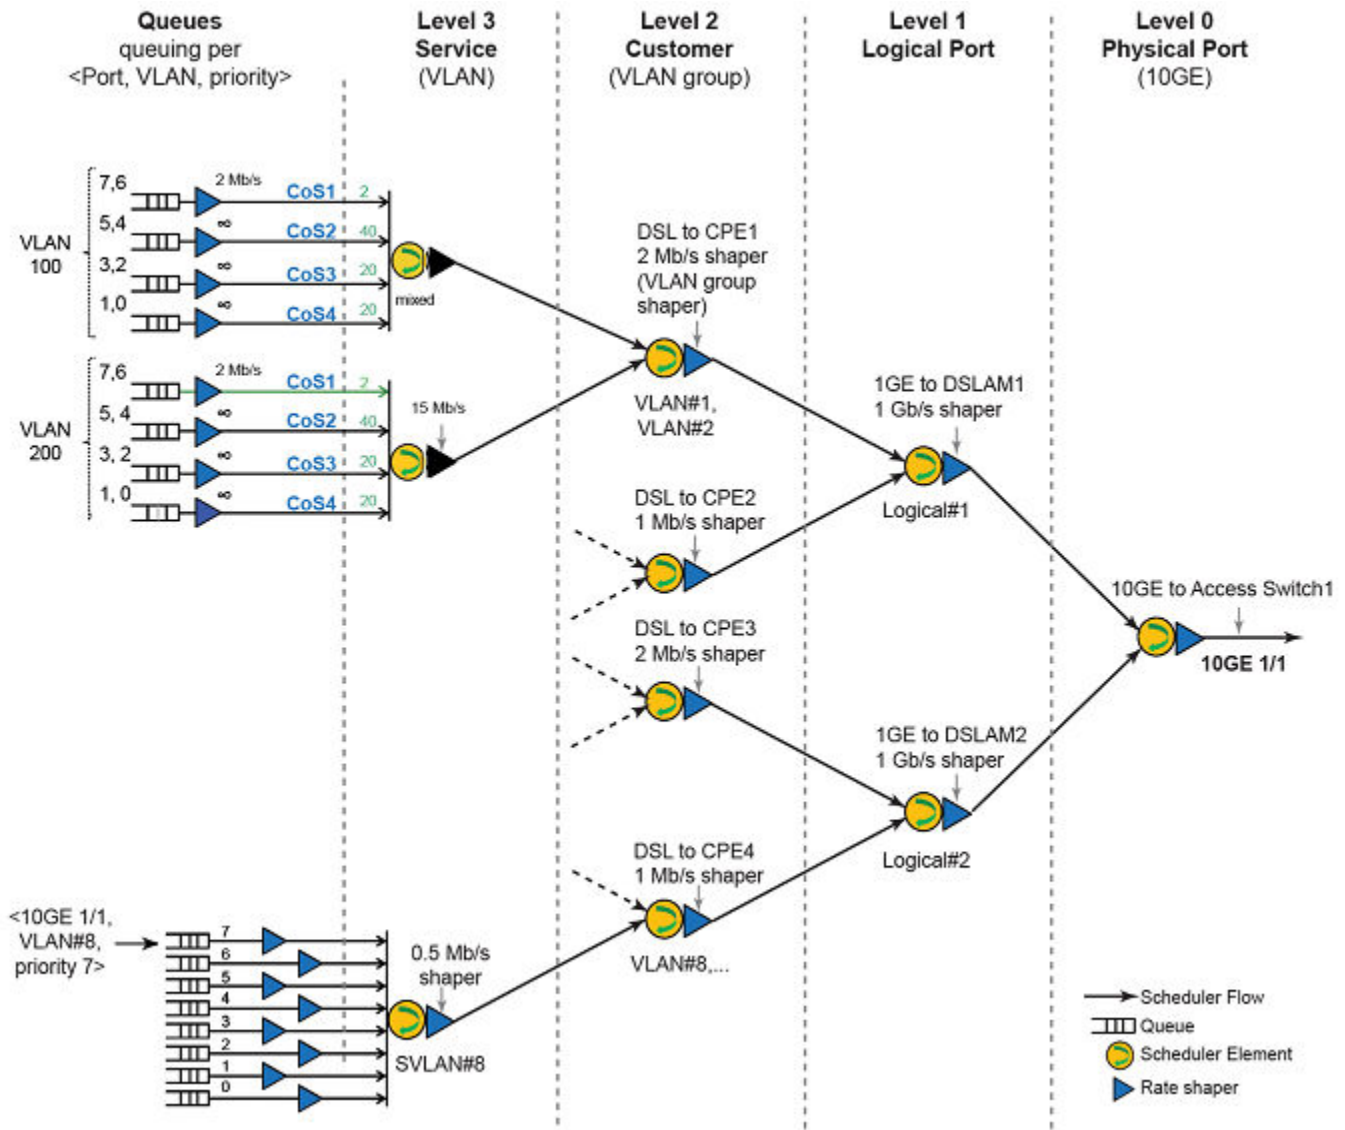 Queues
queuing per
<Port, VLAN, priority>
Level 3
Service
(VLAN)
Level 2
Customer
(VLAN group)
Level 1
Logical Port
Level 0
Physical Port
(10GE)
VLAN
100
7,6
2 Mb/s
CoS1
2
5,4
∞
CoS2
40
3,2
∞
CoS3
20
1,0
∞
CoS4
20
mixed
VLAN
200
7,6
2 Mb/s
CoS1
2
5, 4
∞
CoS2
40
3, 2
∞
CoS3
20
1, 0
∞
CoS4
20
15 Mb/s
DSL to CPE1
2 Mb/s shaper
(VLAN group
shaper)
VLAN#1,
VLAN#2
DSL to CPE2
1 Mb/s shaper
DSL to CPE3
2 Mb/s shaper
DSL to CPE4
1 Mb/s shaper
VLAN#8,...
1GE to DSLAM1
1 Gb/s shaper
Logical#1
1GE to DSLAM2
1 Gb/s shaper
Logical#2
10GE to Access Switch1
10GE 1/1
<10GE 1/1,
VLAN#8,
priority 7>
7
6
5
4
3
2
1
0
0.5 Mb/s
shaper
SVLAN#8
Scheduler Flow
Queue
Scheduler Element
Rate shaper